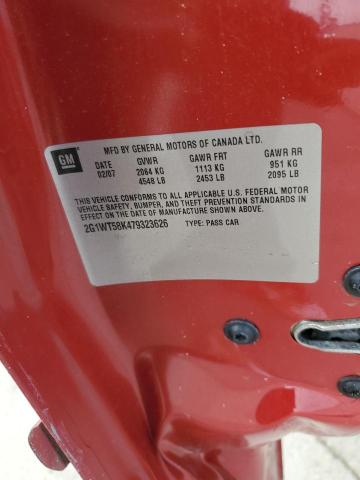 GM
MFD BY GENERAL MOTORS OF CANADA LTD.
DATE GVWR GAWR FRT GAWR RR
02/07 2064 KG 1113 KG 951 KG
4548 LB 2453 LB 2095 LB
THIS VEHICLE CONFORMS TO ALL APPLICABLE U.S. FEDERAL MOTOR
VEHICLE SAFETY, BUMPER, AND THEFT PREVENTION STANDARDS IN
EFFECT ON THE DATE OF MANUFACTURE SHOWN ABOVE.
2G1WT58K479323626 TYPE: PASS CAR